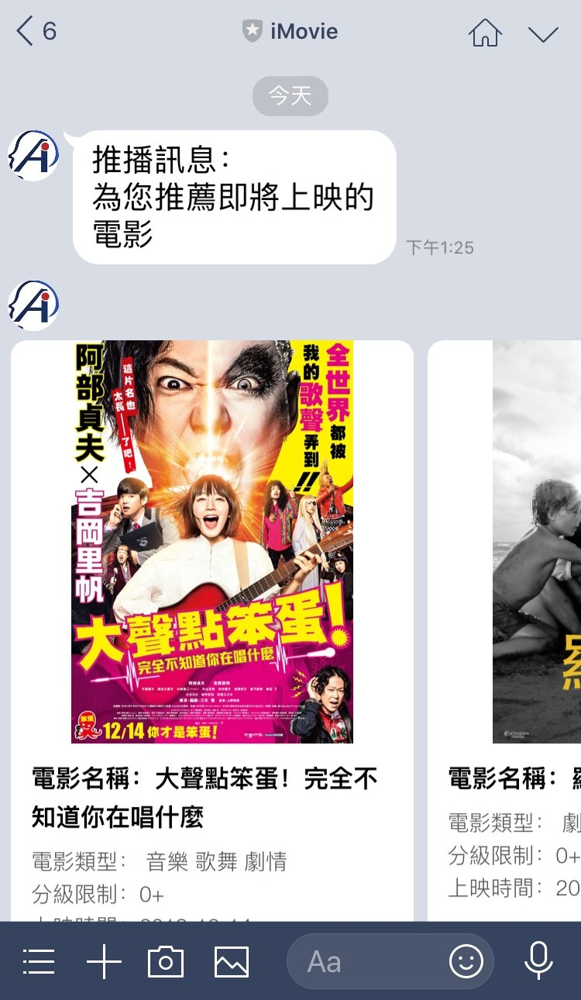 6
iMovie
今天
推播訊息：
為您推薦即將上映的
電影
下午1:25
阿部貞夫
×
吉岡里帆
這片名也
太長——了吧！
全世界都被
我的歌聲弄到!!
大聲點笨蛋！
完全不知道你在唱什麼
笨蛋
12/14 你才是笨蛋！
電影名稱：大聲點笨蛋！完全不
知道你在唱什麼
電影類型： 音樂 歌舞 劇情
分級限制：0+
participant
media
電影名稱：
電影類型： 劇
分級限制：0+
上映時間：20
Aa